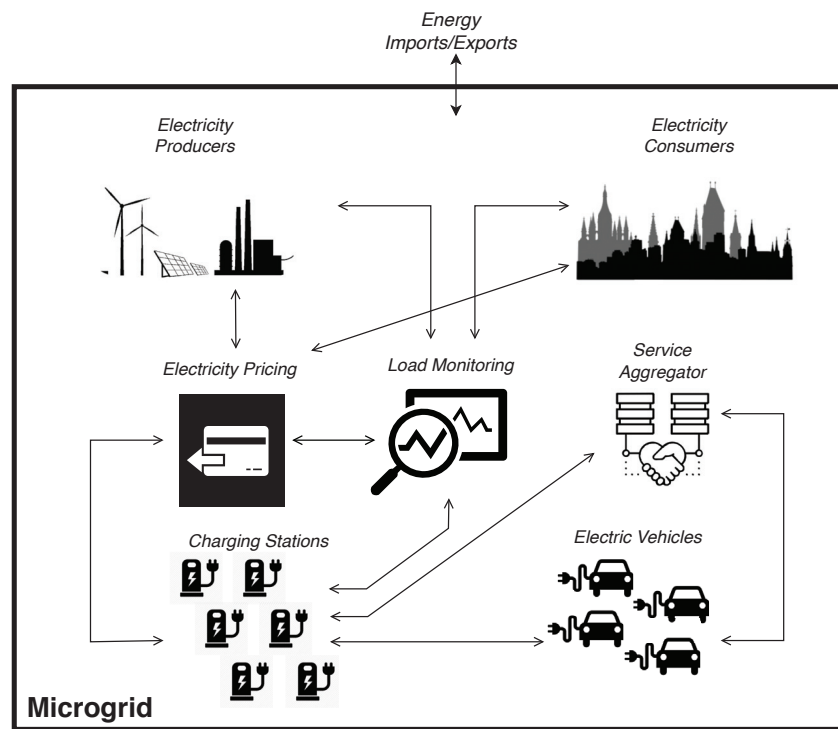 Energy
Imports/Exports
Electricity
Producers
Electricity
Consumers
Electricity Pricing
Load Monitoring
Service
Aggregator
Charging Stations
Electric Vehicles
Microgrid